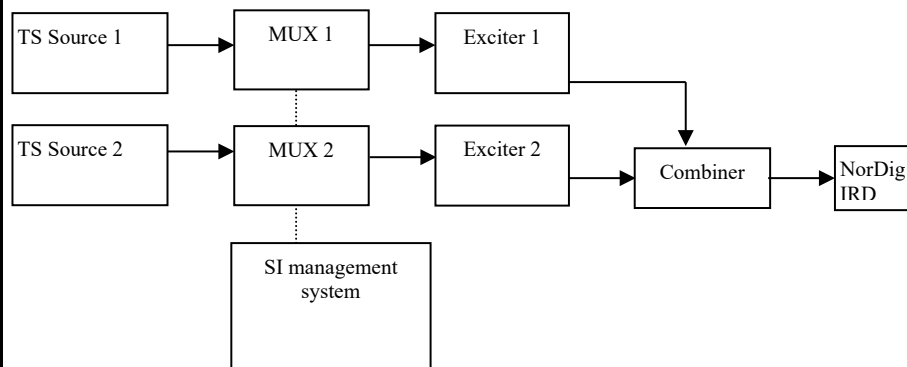 TS Source 1
MUX 1
Exciter 1
TS Source 2
MUX 2
Exciter 2
Combiner
NorDig
IRD
SI management
system